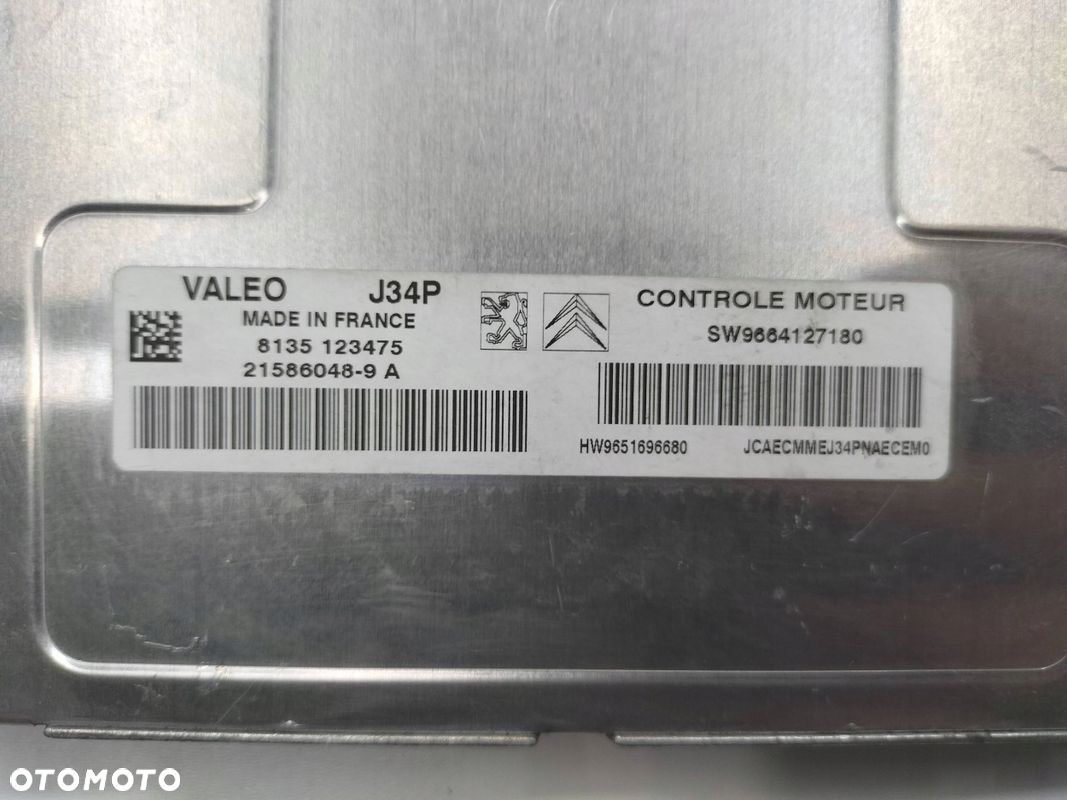 VALEO J34P
MADE IN FRANCE
8135 123475
21586048-9 A
CONTROLE MOTEUR
SW9664127180
HW9651696680 JCAECMMEJ34PNAECEM0
OTOMOTO